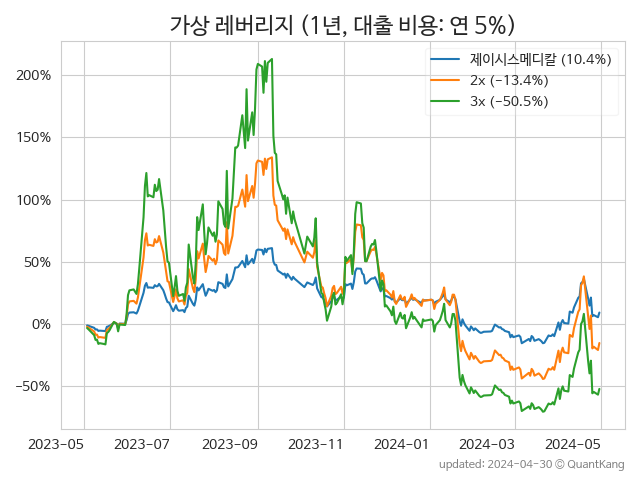 가상 레버리지 (1년, 대출 비용: 연 5%)
제이시스메디칼 (10.4%)
2x (−13.4%)
3x (−50.5%)
200%
150%
100%
50%
0%
−50%
2023-05 2023-07 2023-09 2023-11 2024-01 2024-03 2024-05
updated: 2024-04-30 © QuantKang